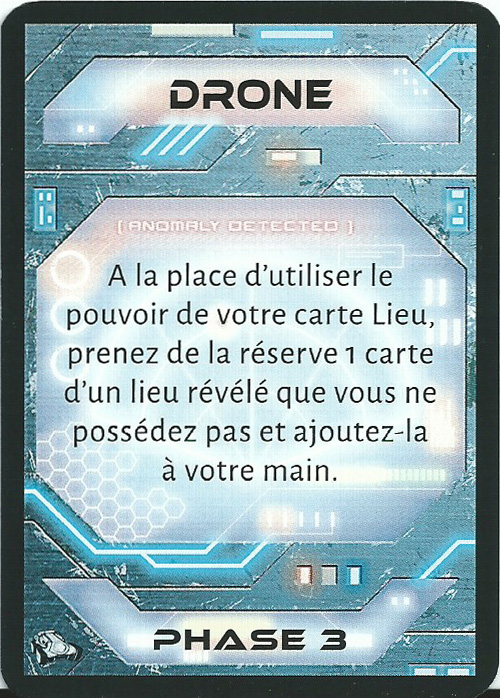 DRONE
[ANOMALY DETECTED]
A la place d'utiliser le
pouvoir de votre carte Lieu,
prenez de la réserve 1 carte
d'un lieu révélé que vous ne
possédez pas et ajoutez-la
à votre main.
PHASE 3